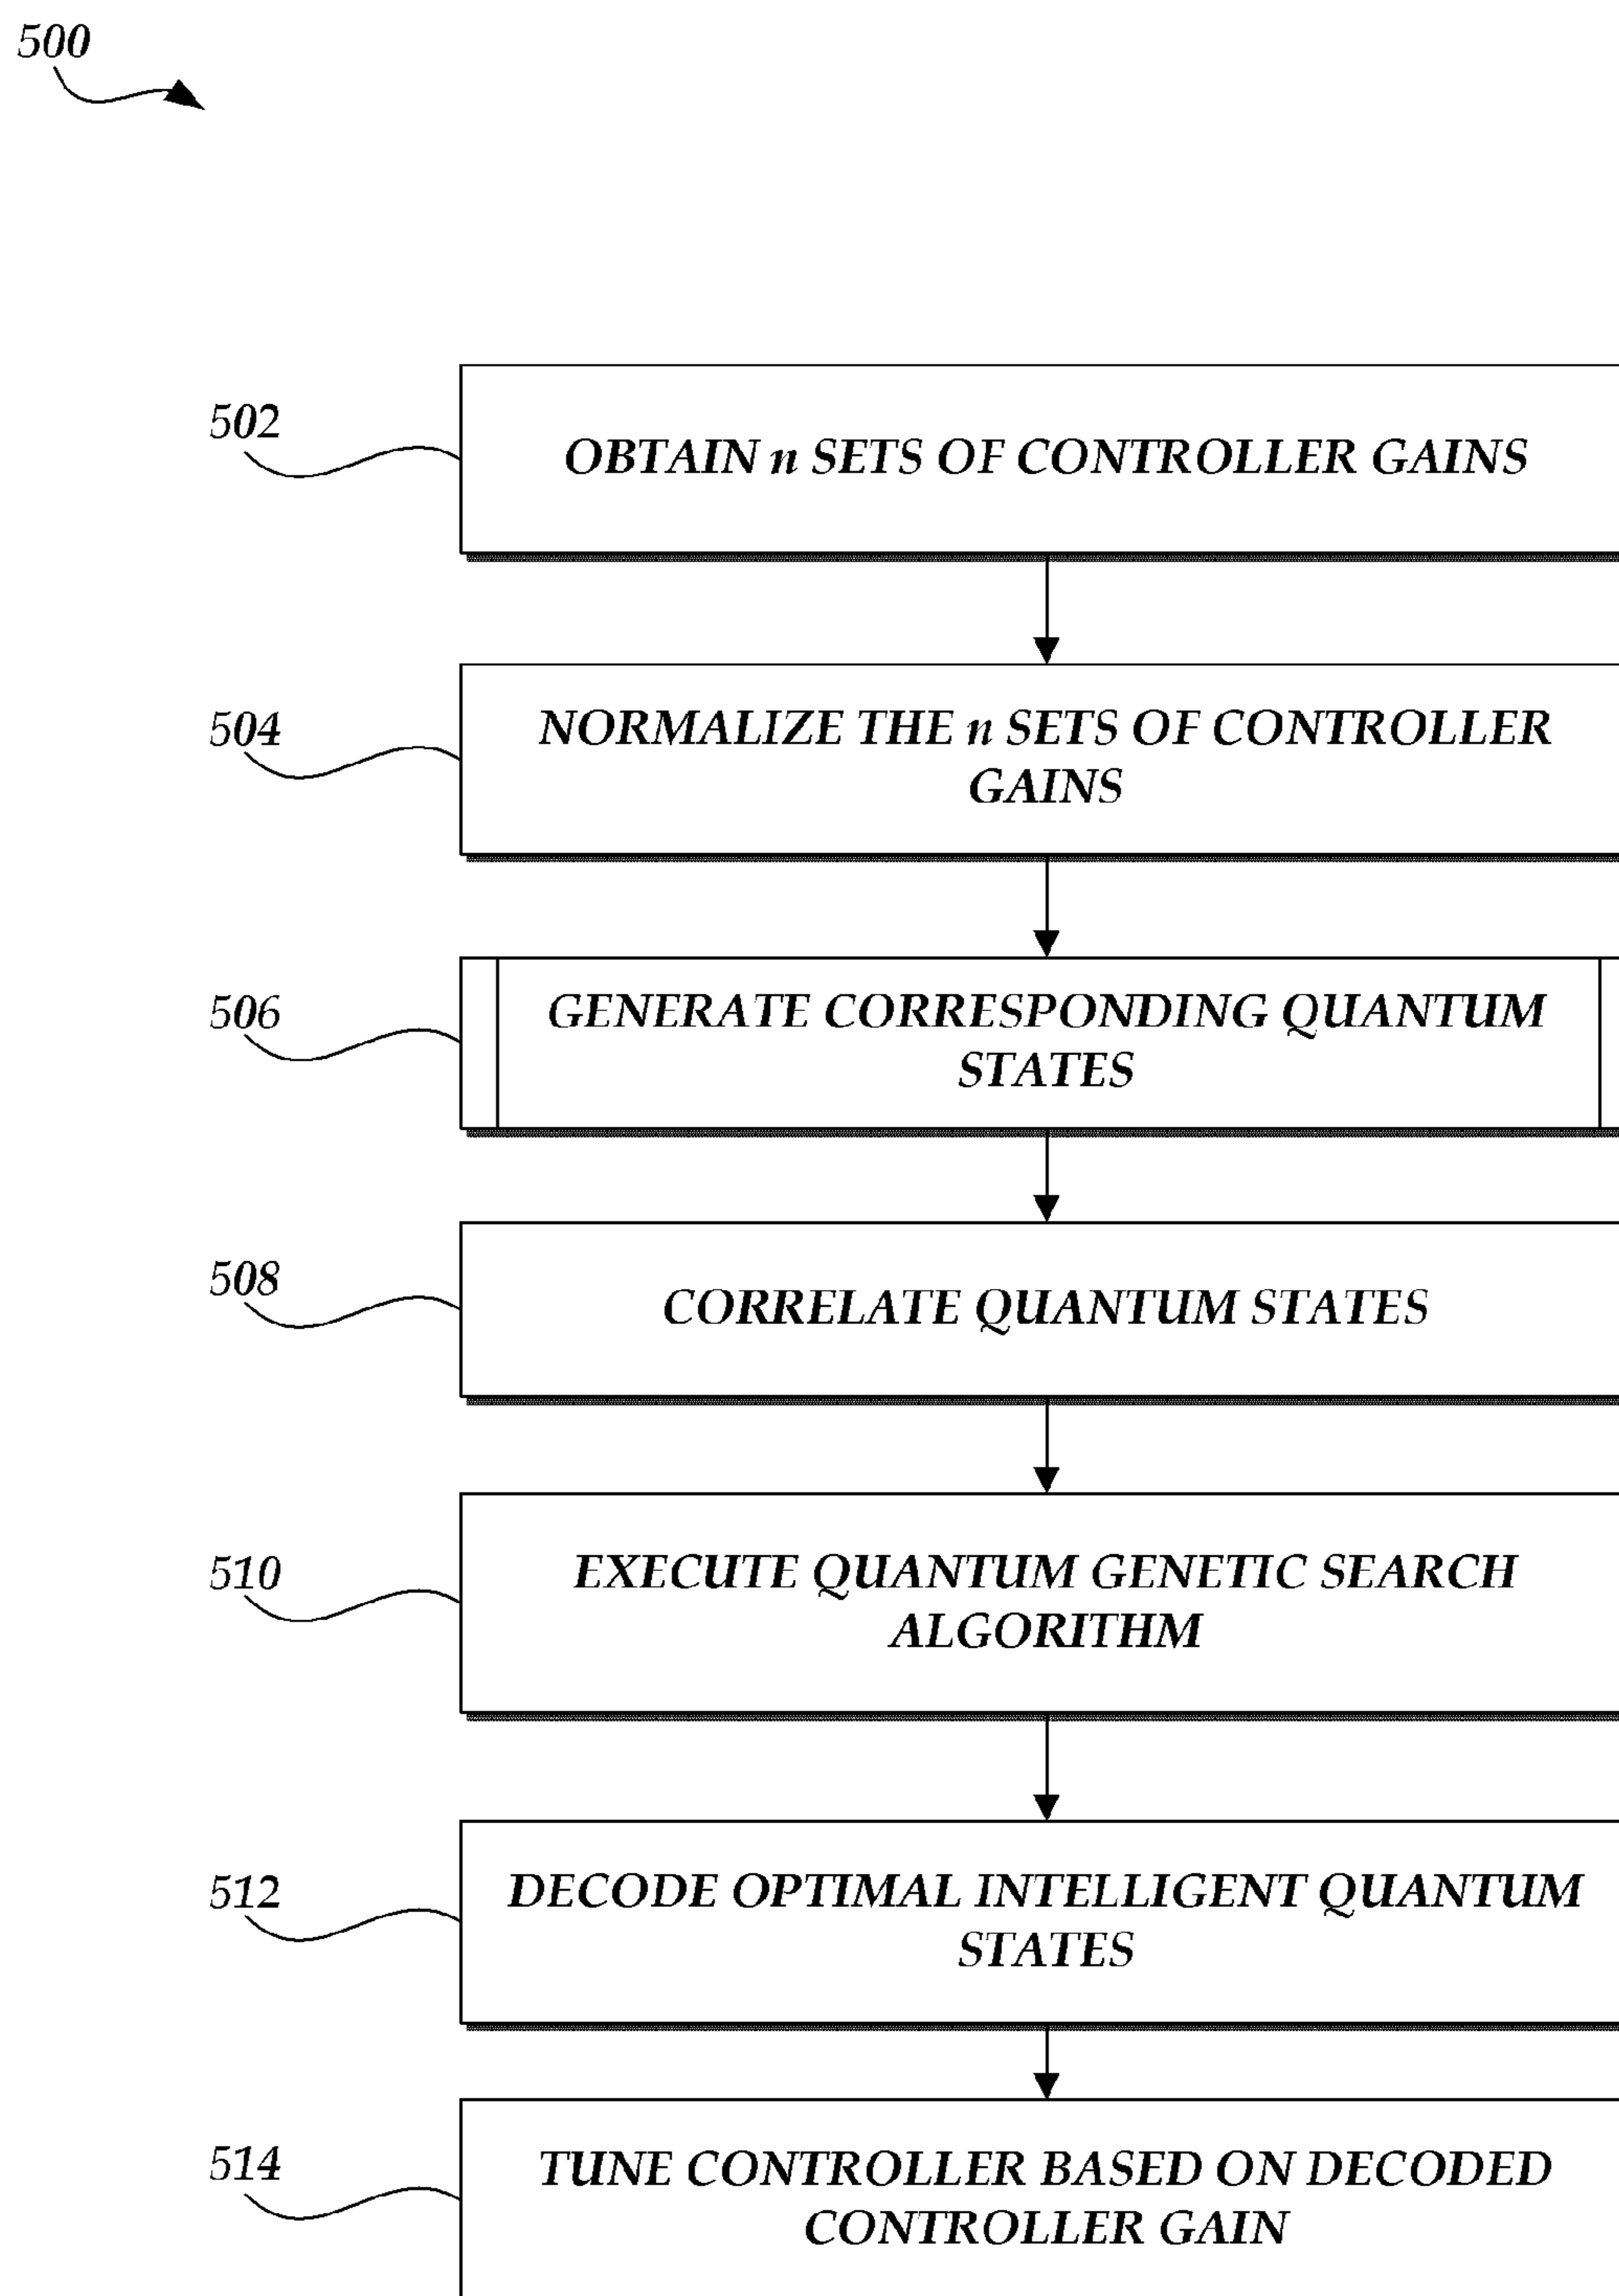 500
502
OBTAIN n SETS OF CONTROLLER GAINS
504
NORMALIZE THE n SETS OF CONTROLLER
GAINS
506
GENERATE CORRESPONDING QUANTUM
STATES
508
CORRELATE QUANTUM STATES
510
EXECUTE QUANTUM GENETIC SEARCH
ALGORITHM
512
DECODE OPTIMAL INTELLIGENT QUANTUM
STATES
514
TUNE CONTROLLER BASED ON DECODED
CONTROLLER GAIN